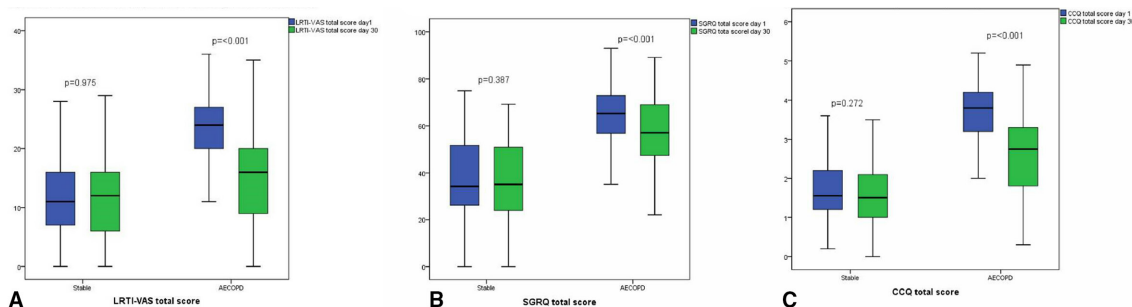 LRTI-VAS total score day1
LRTI-VAS total score day 30
40
30
20
10
0
p=0.975
p=<0.001
Stable
AECOPD
LRTI-VAS total score
A
SGRQ total score day 1
SGRQ total scorel day 30
100
80
60
40
20
0
p=0.387
p=<0.001
Stable
AECOPD
SGRQ total score
B
CCQ total score day 1
CCQ total score day 30
6
5
4
3
2
1
0
p=0.272
p=<0.001
Stable
AECOPD
CCQ total score
C